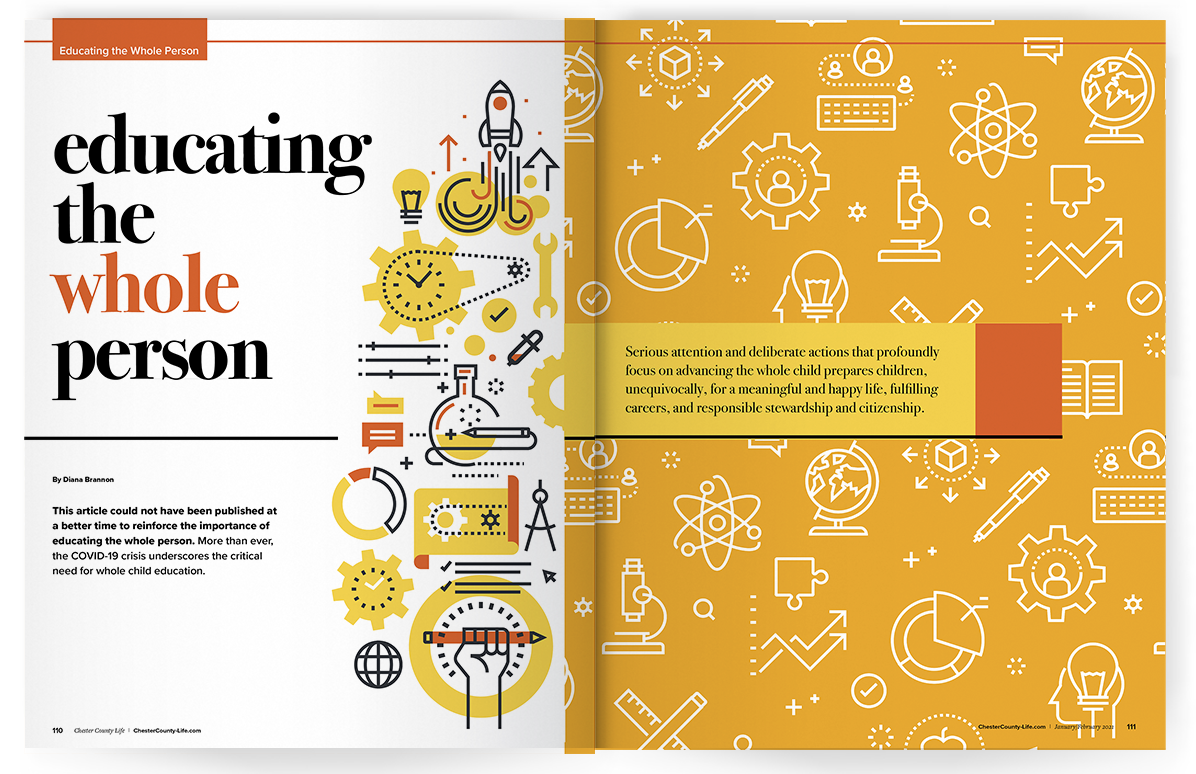 Educating the Whole Person
educating
the
whole
person
By Diana Brannon
This article could not have been published at
a better time to reinforce the importance of
educating the whole person. More than ever,
the COVID-19 crisis underscores the critical
need for whole child education.
110 Chester County Life | ChesterCounty-Life.com
Serious attention and deliberate actions that profoundly
focus on advancing the whole child prepares children,
unequivocally, for a meaningful and happy life, fulfilling
careers, and responsible stewardship and citizenship.
ChesterCounty-Life.com | January/February 2021 111